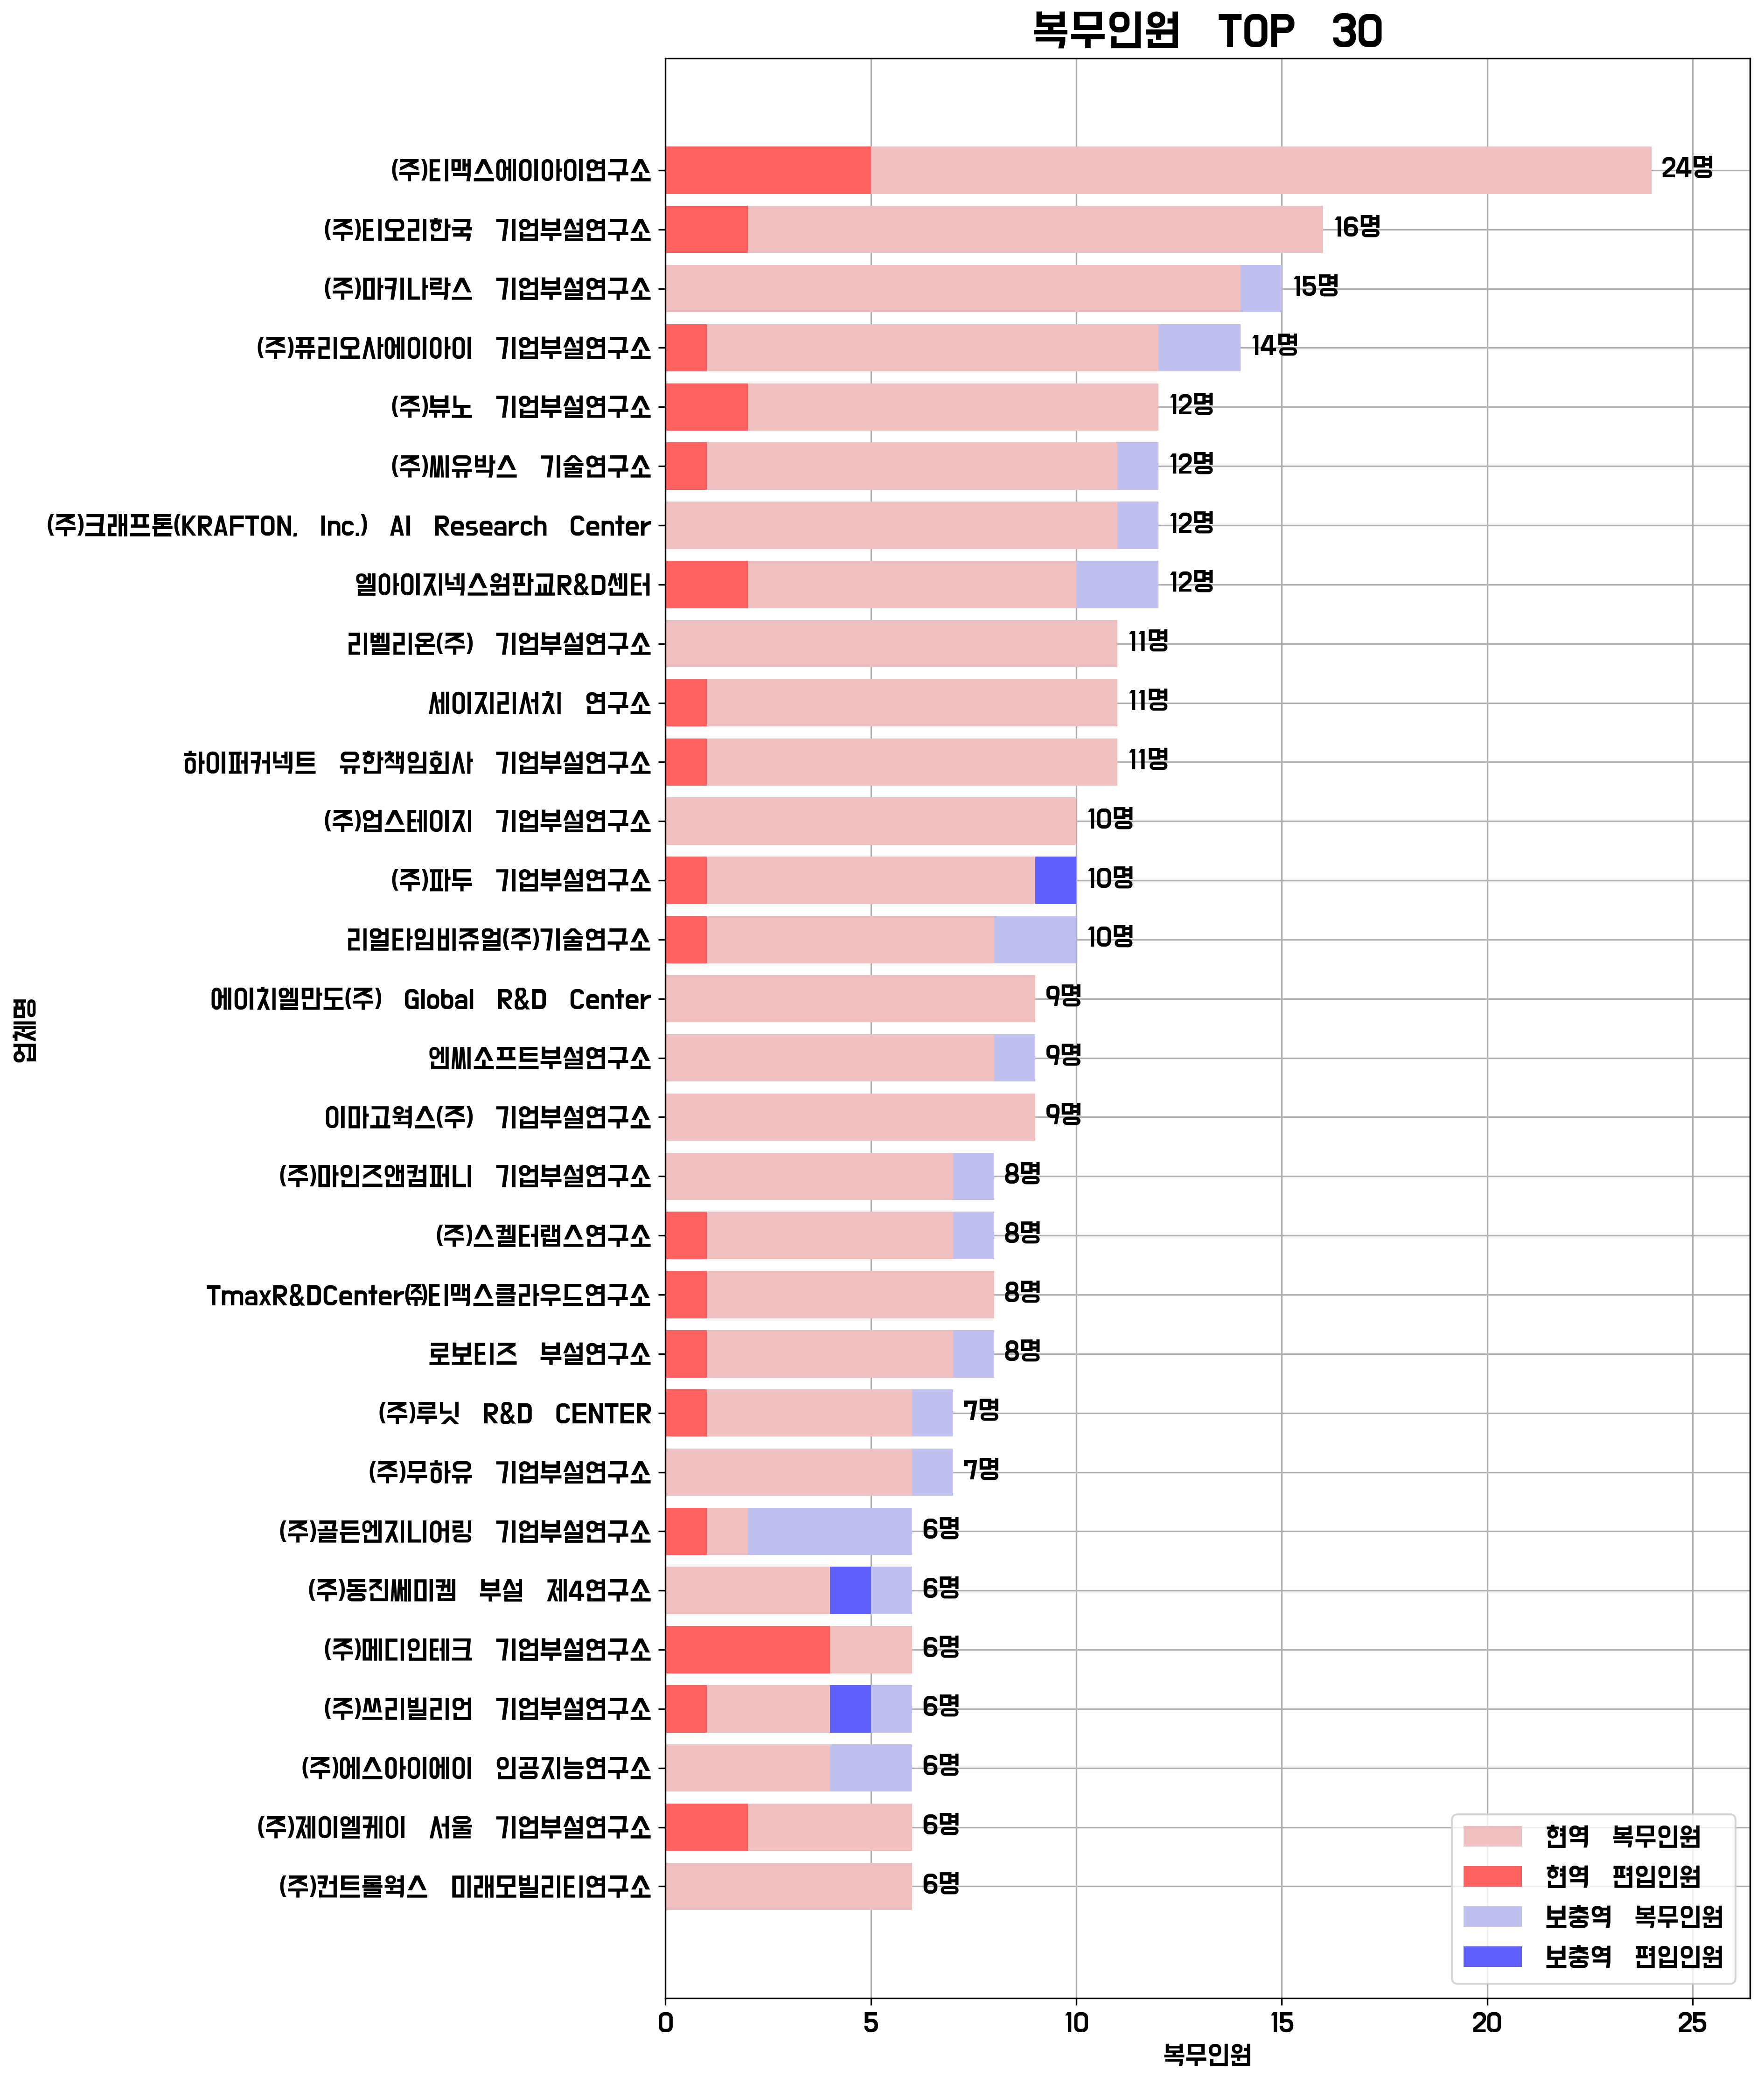 복무인원 TOP 30
(주)티맥스에이아이연구소 24명
(주)티오리한국 기업부설연구소 16명
(주)마키나락스 기업부설연구소 15명
(주)퓨리오사에이아이 기업부설연구소 14명
(주)뷰노 기업부설연구소 12명
(주)씨유박스 기술연구소 12명
(주)크래프톤(KRAFTON, Inc.) AI Research Center 12명
엘아이지넥스원판교R&D센터 12명
리벨리온(주) 기업부설연구소 11명
세이지리서치 연구소 11명
하이퍼커넥트 유한책임회사 기업부설연구소 11명
(주)업스테이지 기업부설연구소 10명
(주)파두 기업부설연구소 10명
리얼타임비쥬얼(주)기술연구소 10명
에이치엘만도(주) Global R&D Center 9명
엔씨소프트부설연구소 9명
이마고웍스(주) 기업부설연구소 9명
(주)마인즈앤컴퍼니 기업부설연구소 8명
(주)스켈터랩스연구소 8명
TmaxR&DCenter㈜티맥스클라우드연구소 8명
로보티즈 부설연구소 8명
(주)루닛 R&D CENTER 7명
(주)무하유 기업부설연구소 7명
(주)골든엔지니어링 기업부설연구소 6명
(주)동진쎄미켐 부설 제4연구소 6명
(주)메디인테크 기업부설연구소 6명
(주)쓰리빌리언 기업부설연구소 6명
(주)에스아이에이 인공지능연구소 6명
(주)제이엘케이 서울 기업부설연구소 6명
(주)컨트롤웍스 미래모빌리티연구소 6명
업체명
현역 복무인원
현역 편입인원
보충역 복무인원
보충역 편입인원
0 5 10 15 20 25
복무인원